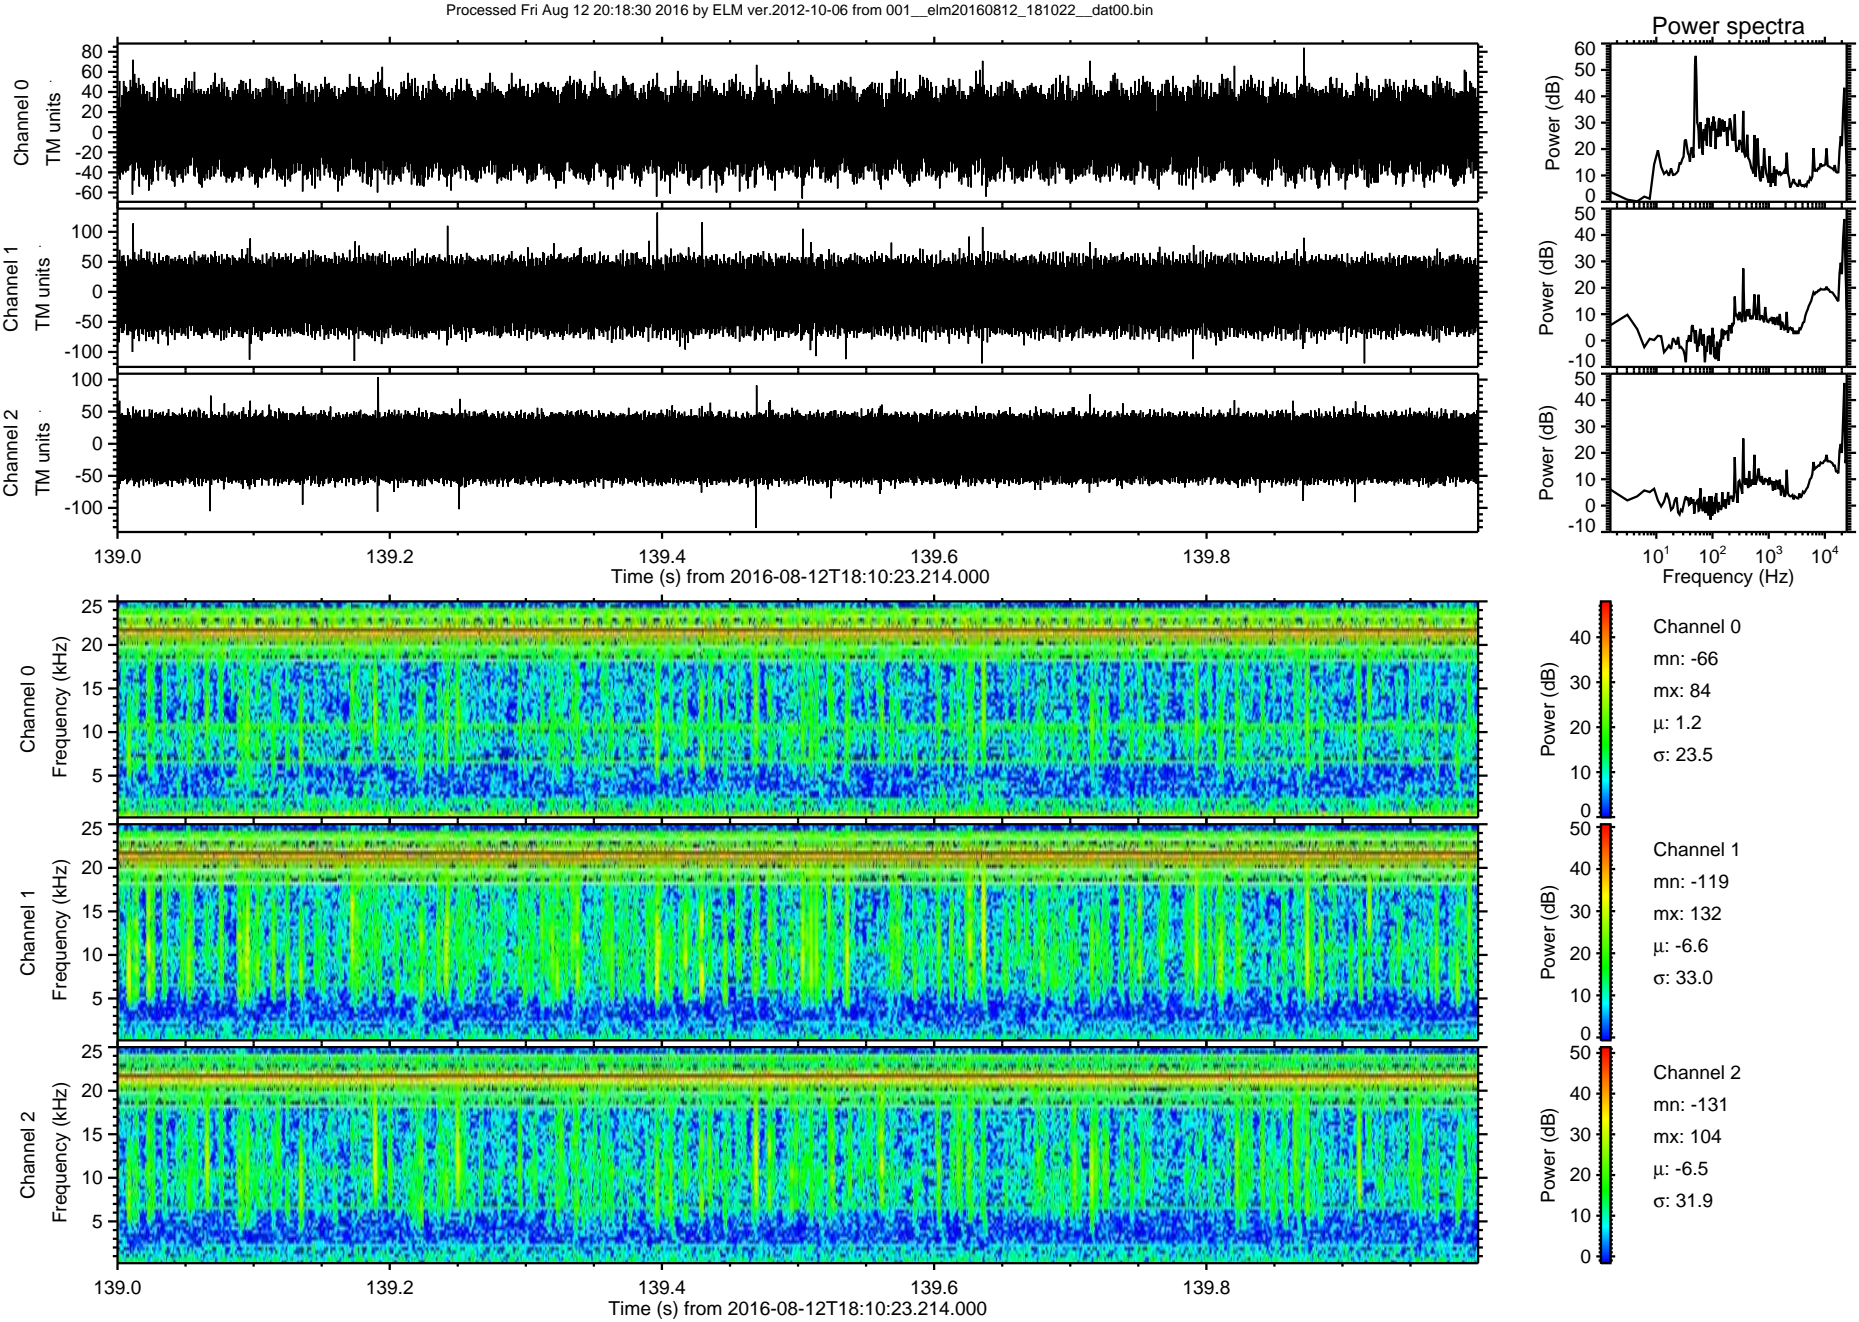 Processed Fri Aug 12 20:18:30 2016 by ELM ver.2012-10-06 from 001__elm20160812_181022__dat00.bin
Power spectra
Channel 0
TM units
80
60
40
20
0
-20
-40
-60
Power (dB)
60
50
40
30
20
10
0
Channel 1
TM units
100
50
0
-50
-100
Power (dB)
50
40
30
20
10
0
-10
Channel 2
TM units
100
50
0
-50
-100
Power (dB)
50
40
30
20
10
0
-10
139.0 139.2 139.4 139.6 139.8
Time (s) from 2016-08-12T18:10:23.214.000
10¹ 10² 10³ 10⁴
Frequency (Hz)
Channel 0
Frequency (kHz)
25
20
15
10
5
Power (dB)
40
30
20
10
0
Channel 0
mn: -66
mx: 84
μ: 1.2
σ: 23.5
Channel 1
Frequency (kHz)
25
20
15
10
5
Power (dB)
50
40
30
20
10
0
Channel 1
mn: -119
mx: 132
μ: -6.6
σ: 33.0
Channel 2
Frequency (kHz)
25
20
15
10
5
Power (dB)
50
40
30
20
10
0
Channel 2
mn: -131
mx: 104
μ: -6.5
σ: 31.9
139.0 139.2 139.4 139.6 139.8
Time (s) from 2016-08-12T18:10:23.214.000